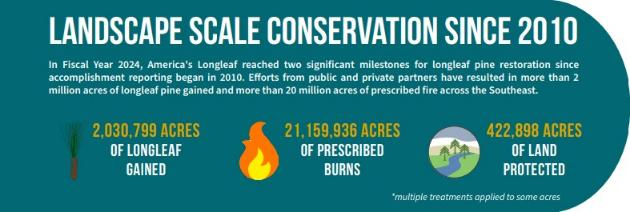 LANDSCAPE SCALE CONSERVATION SINCE 2010
In Fiscal Year 2024, America's Longleaf reached two significant milestones for longleaf pine restoration since
accomplishment reporting began in 2010. Efforts from public and private partners have resulted in more than 2
million acres of longleaf pine gained and more than 20 million acres of prescribed fire across the Southeast.
2,030,799 ACRES
OF LONGLEAF
GAINED
21,159,936 ACRES
OF PRESCRIBED
BURNS
422,898 ACRES
OF LAND
PROTECTED
*multiple treatments applied to some acres